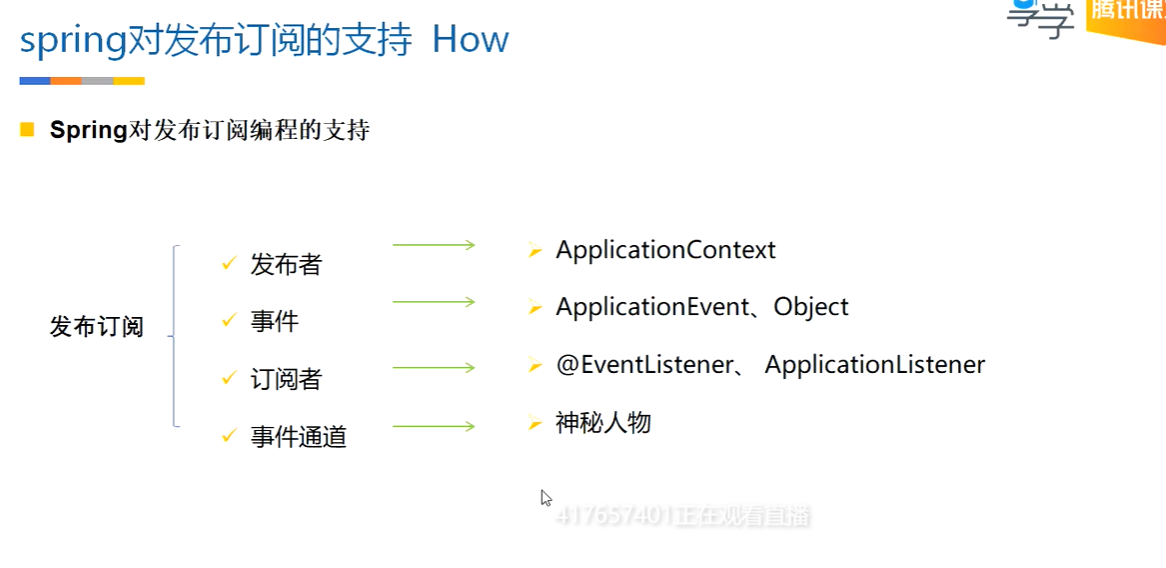 spring对发布订阅的支持 How
享学
腾讯课
Spring对发布订阅编程的支持
发布订阅
发布者
ApplicationContext
事件
ApplicationEvent、Object
订阅者
@EventListener、 ApplicationListener
事件通道
神秘人物
417657401正在观看直播